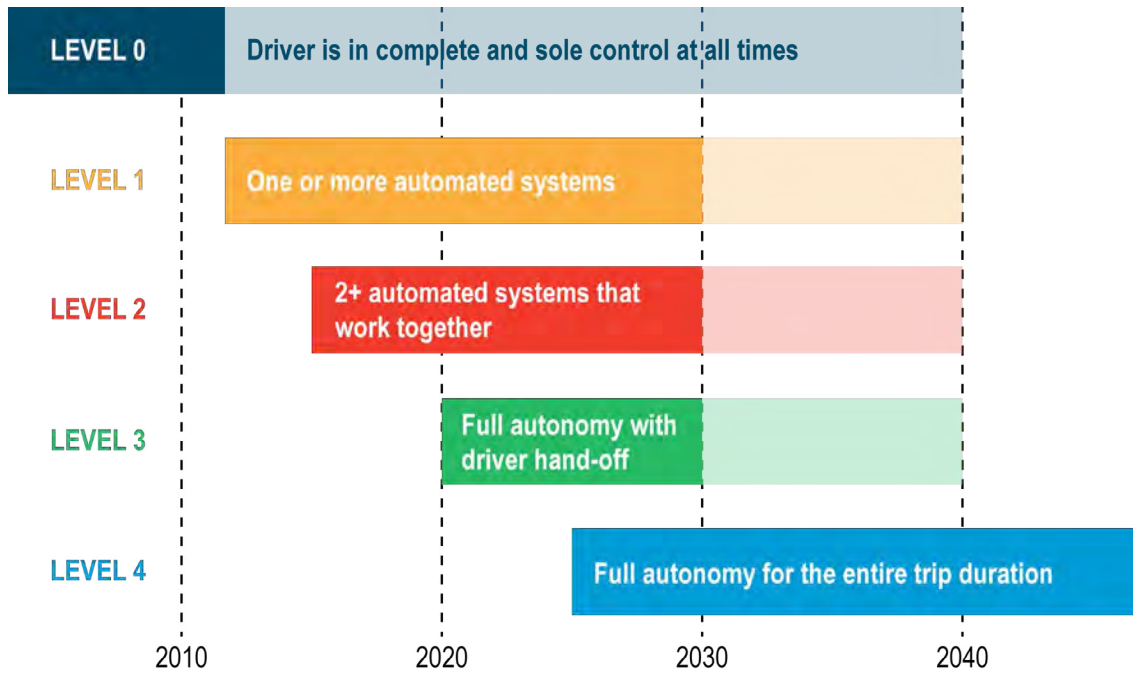 LEVEL 0
Driver is in complete and sole control at all times
LEVEL 1
One or more automated systems
LEVEL 2
2+ automated systems that
work together
LEVEL 3
Full autonomy with
driver hand-off
LEVEL 4
Full autonomy for the entire trip duration
2010
2020
2030
2040